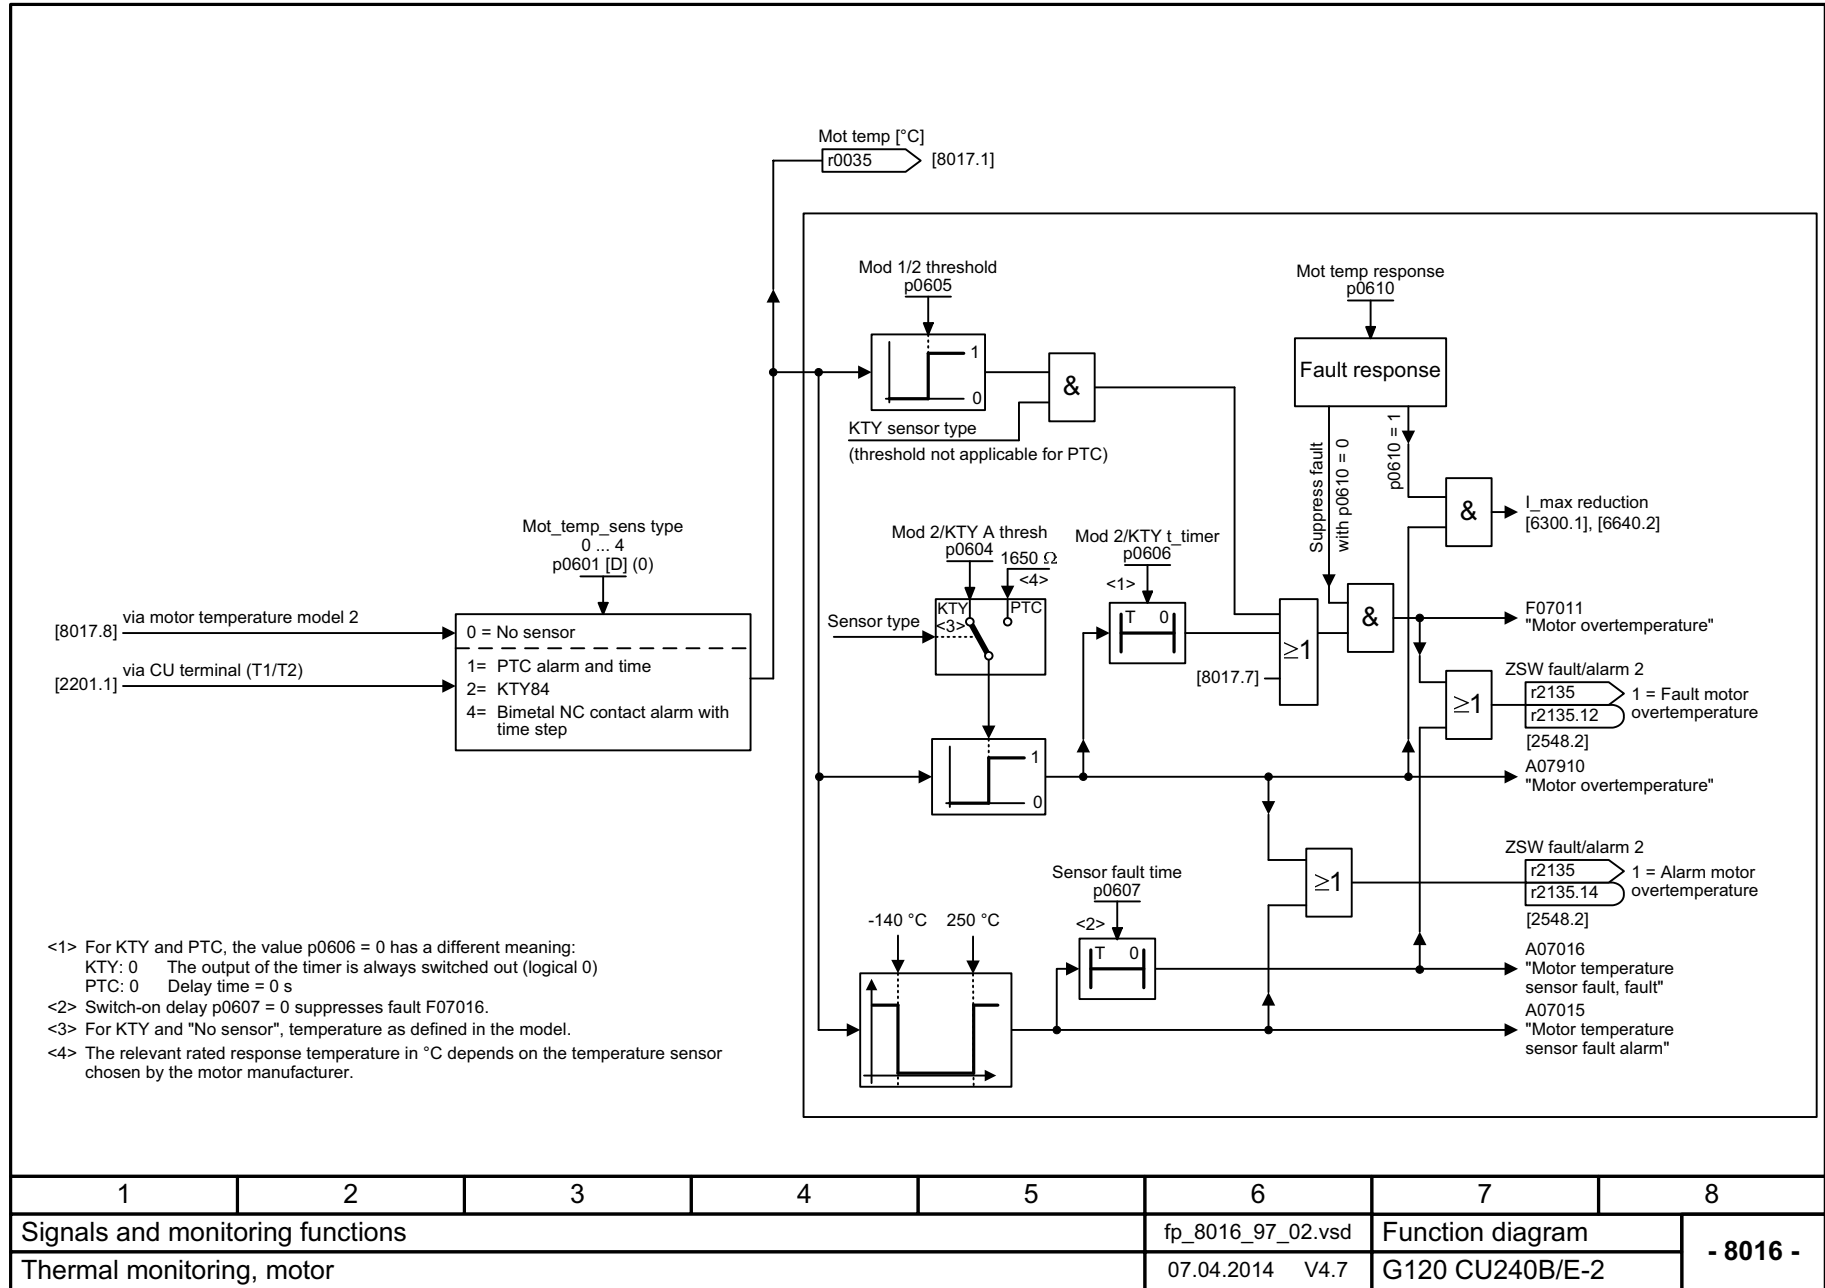 Mot temp [°C]
r0035
[8017.1]
Mod 1/2 threshold
p0605
1
0
&
KTY sensor type
(threshold not applicable for PTC)
Mot temp response
p0610
Fault response
Suppress fault
with p0610 = 0
p0610 = 1
&
I_max reduction
[6300.1], [6640.2]
Mot_temp_sens type
0 ... 4
p0601 [D] (0)
[8017.8]
via motor temperature model 2
[2201.1]
via CU terminal (T1/T2)
0 = No sensor
1= PTC alarm and time
2= KTY84
4= Bimetal NC contact alarm with
time step
Mod 2/KTY A thresh
p0604
1650 Ω
<4>
KTY
PTC
<3>
Sensor type
Mod 2/KTY t_timer
p0606
<1>
T 0
[8017.7]
≥1
&
F07011
"Motor overtemperature"
ZSW fault/alarm 2
r2135
r2135.12
1 = Fault motor
overtemperature
[2548.2]
≥1
1
0
A07910
"Motor overtemperature"
ZSW fault/alarm 2
r2135
r2135.14
1 = Alarm motor
overtemperature
[2548.2]
≥1
Sensor fault time
p0607
<2>
T 0
-140 °C
250 °C
A07016
"Motor temperature
sensor fault, fault"
A07015
"Motor temperature
sensor fault alarm"
<1> For KTY and PTC, the value p0606 = 0 has a different meaning:
KTY: 0 The output of the timer is always switched out (logical 0)
PTC: 0 Delay time = 0 s
<2> Switch-on delay p0607 = 0 suppresses fault F07016.
<3> For KTY and "No sensor", temperature as defined in the model.
<4> The relevant rated response temperature in °C depends on the temperature sensor
chosen by the motor manufacturer.
1 2 3 4 5 6 7 8
Signals and monitoring functions
fp_8016_97_02.vsd
Function diagram
- 8016 -
Thermal monitoring, motor
07.04.2014 V4.7
G120 CU240B/E-2